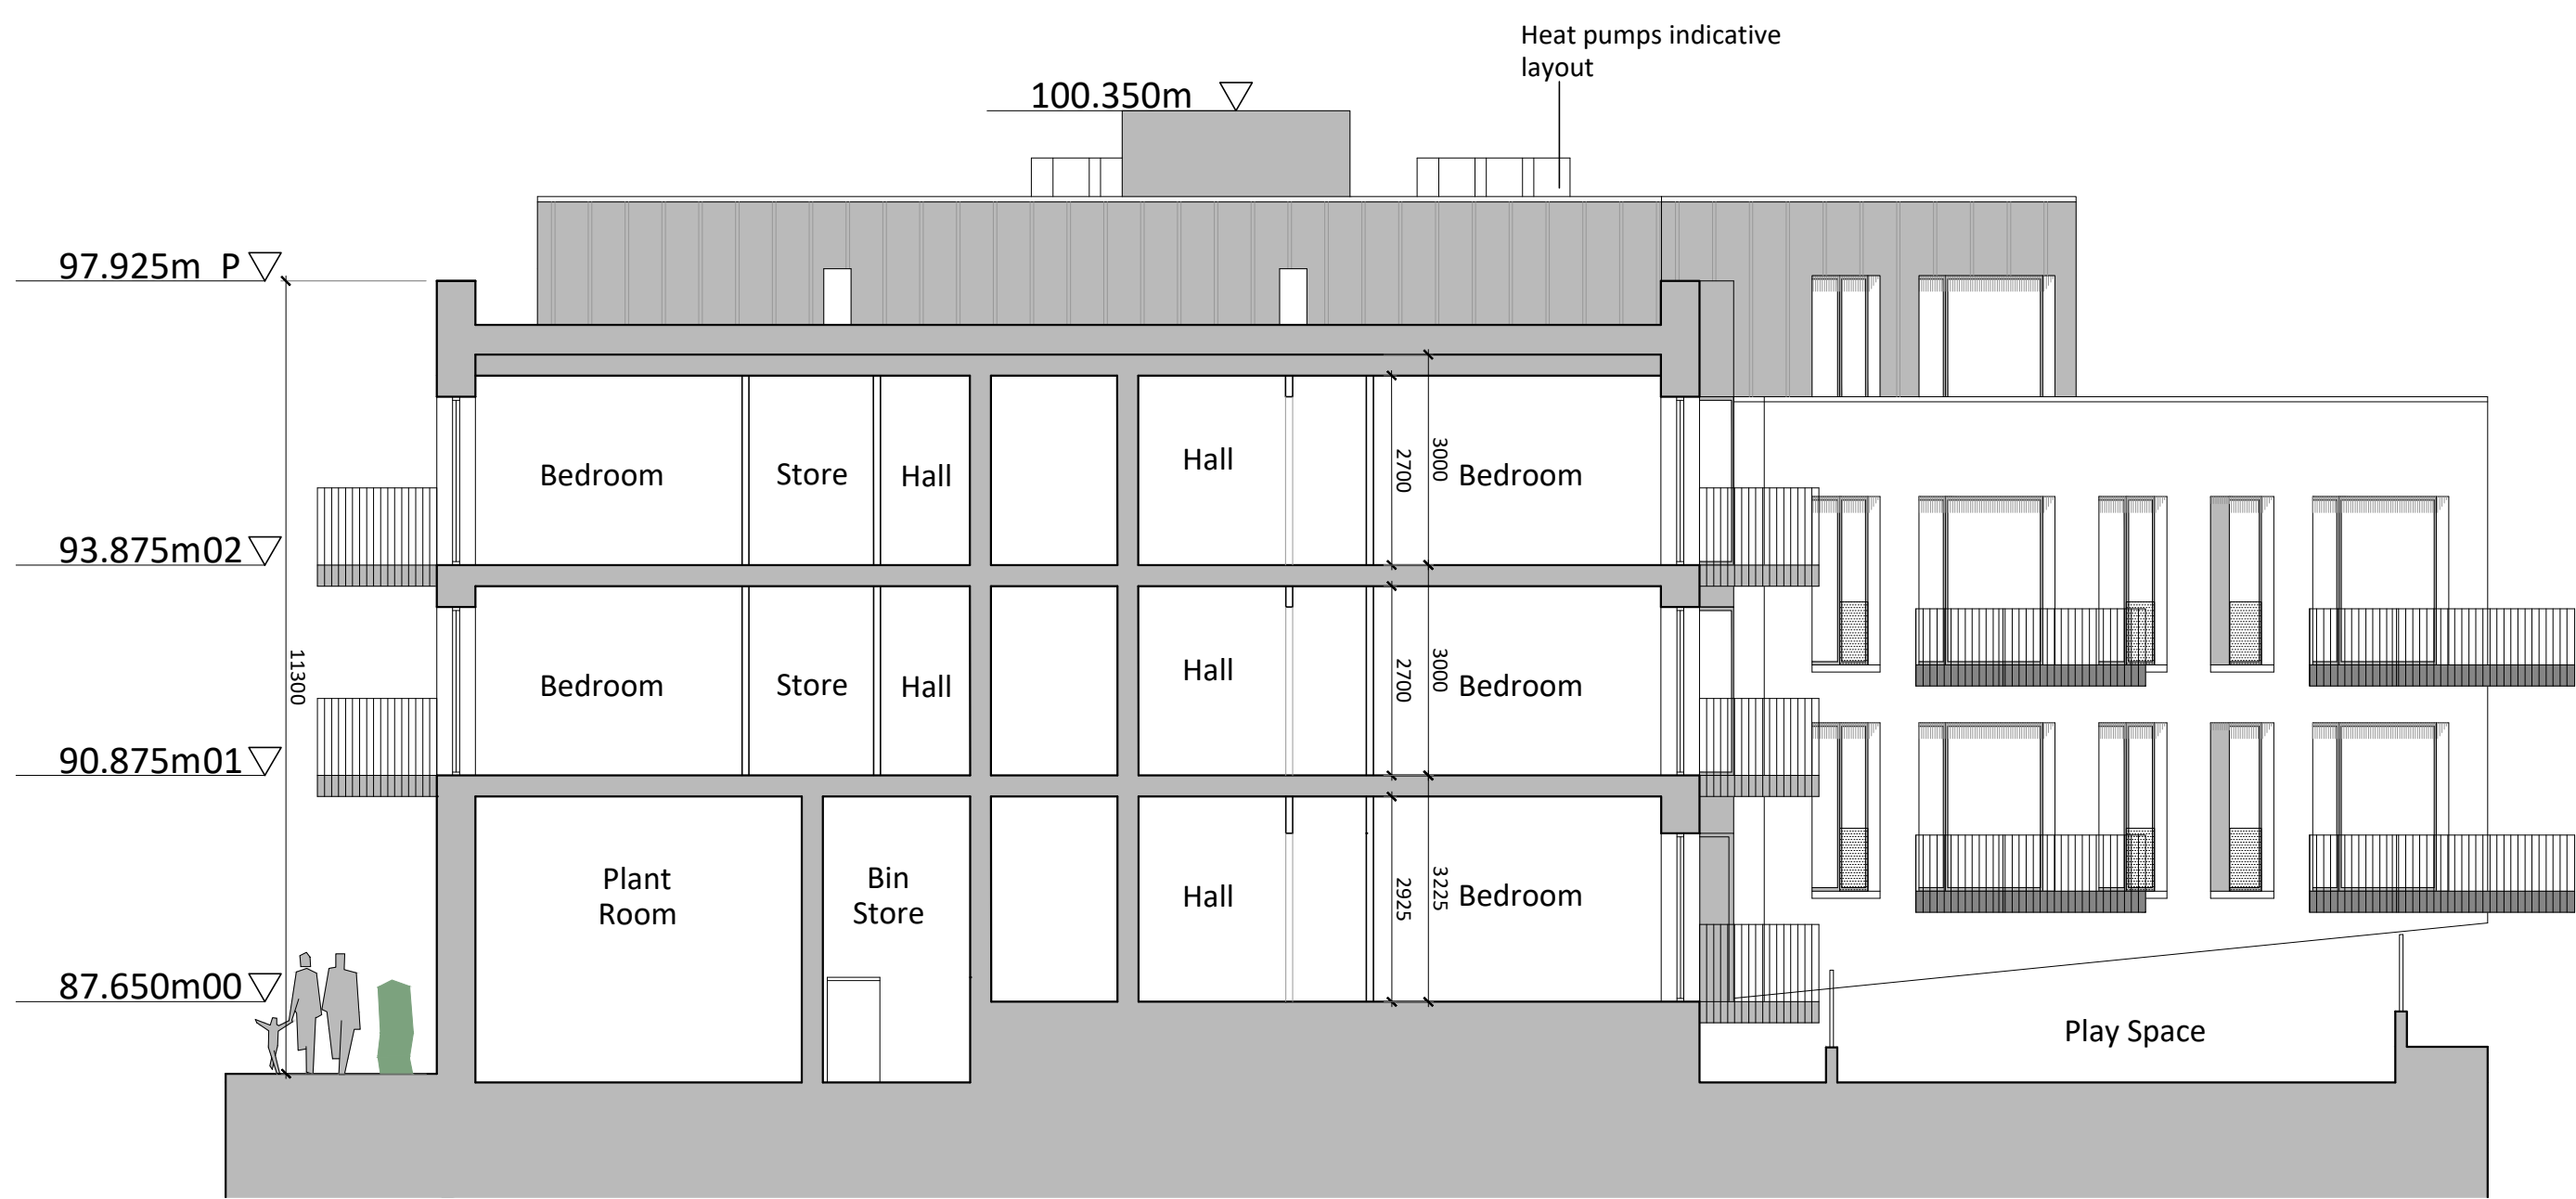 Heat pumps indicative
layout
100.350m
97.925m P
Bedroom Store Hall Hall 2700 3000 Bedroom
93.875m02
11300
Bedroom Store Hall Hall 2700 3000 Bedroom
90.875m01
Plant
Room
Bin
Store
Hall 2925 3225 Bedroom
87.650m00
Play Space